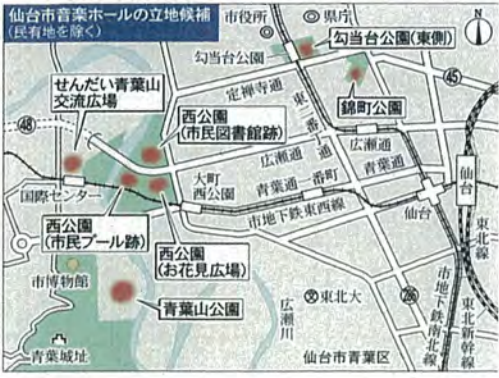 仙台市音楽ホールの立地候補
(民有地を除く)
市役所
県庁
勾当台公園
勾当台公園(東側)
せんだい青葉山
交流広場
西公園
(市民図書館跡)
定禅寺通
東二番丁通
錦町公園
45
48
広瀬通
広瀬通
大町
西公園
青葉通
青葉通一番町
国際センター
仙台
仙台
市地下鉄東西線
西公園
(市民プール跡)
西公園
(お花見広場)
市博物館
青葉山公園
広瀬川
東北大
286
市地下鉄南北線
東北線
東北新幹線
青葉城址
仙台市青葉区